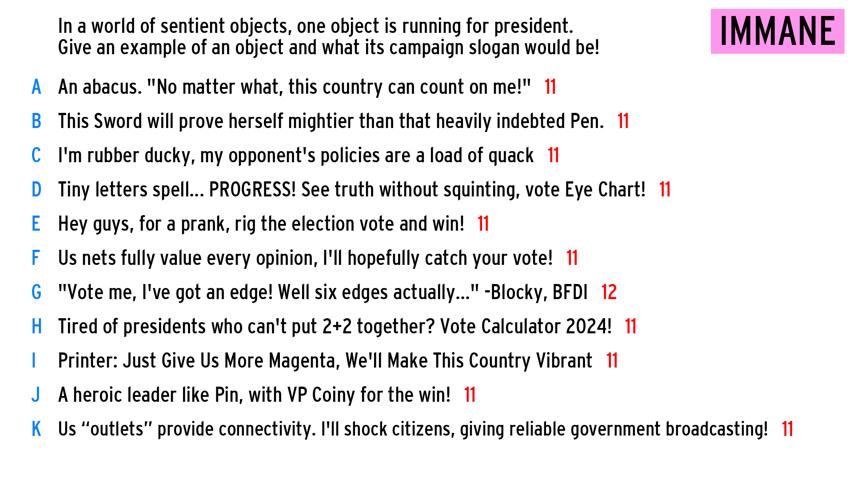 In a world of sentient objects, one object is running for president.
Give an example of an object and what its campaign slogan would be!
IMMANE
A An abacus. "No matter what, this country can count on me!" 11
B This Sword will prove herself mightier than that heavily indebted Pen. 11
C I'm rubber ducky, my opponent's policies are a load of quack 11
D Tiny letters spell... PROGRESS! See truth without squinting, vote Eye Chart! 11
E Hey guys, for a prank, rig the election vote and win! 11
F Us nets fully value every opinion, I'll hopefully catch your vote! 11
G "Vote me, I've got an edge! Well six edges actually..." -Blocky, BFDI 12
H Tired of presidents who can't put 2+2 together? Vote Calculator 2024! 11
I Printer: Just Give Us More Magenta, We'll Make This Country Vibrant 11
J A heroic leader like Pin, with VP Coiny for the win! 11
K Us “outlets” provide connectivity. I'll shock citizens, giving reliable government broadcasting! 11